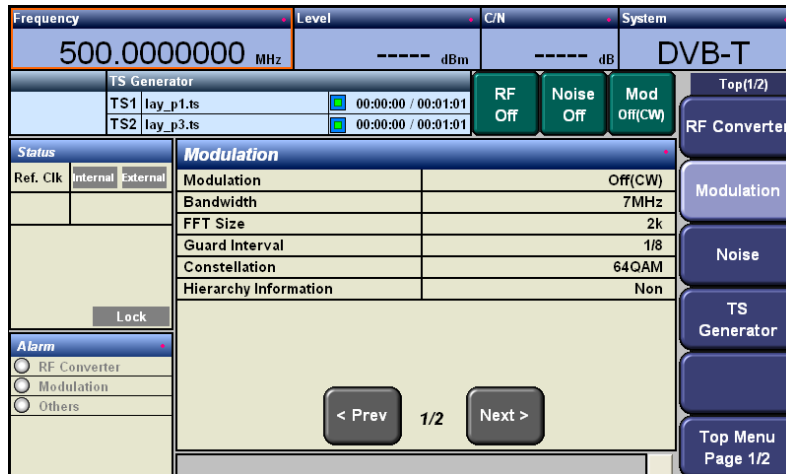 Frequency Level C/N System
500.0000000 MHz ----- dBm ----- dB DVB-T
TS Generator
TS1 lay_p1.ts 00:00:00 / 00:01:01
TS2 lay_p3.ts 00:00:00 / 00:01:01
RF Off
Noise Off
Mod Off(CW)
Top(1/2)
RF Converter
Modulation
Noise
TS Generator
Top Menu Page 1/2
Status
Ref. Clk Internal External
Lock
Alarm
RF Converter
Modulation
Others
Modulation
Modulation Off(CW)
Bandwidth 7MHz
FFT Size 2k
Guard Interval 1/8
Constellation 64QAM
Hierarchy Information Non
< Prev 1/2 Next >